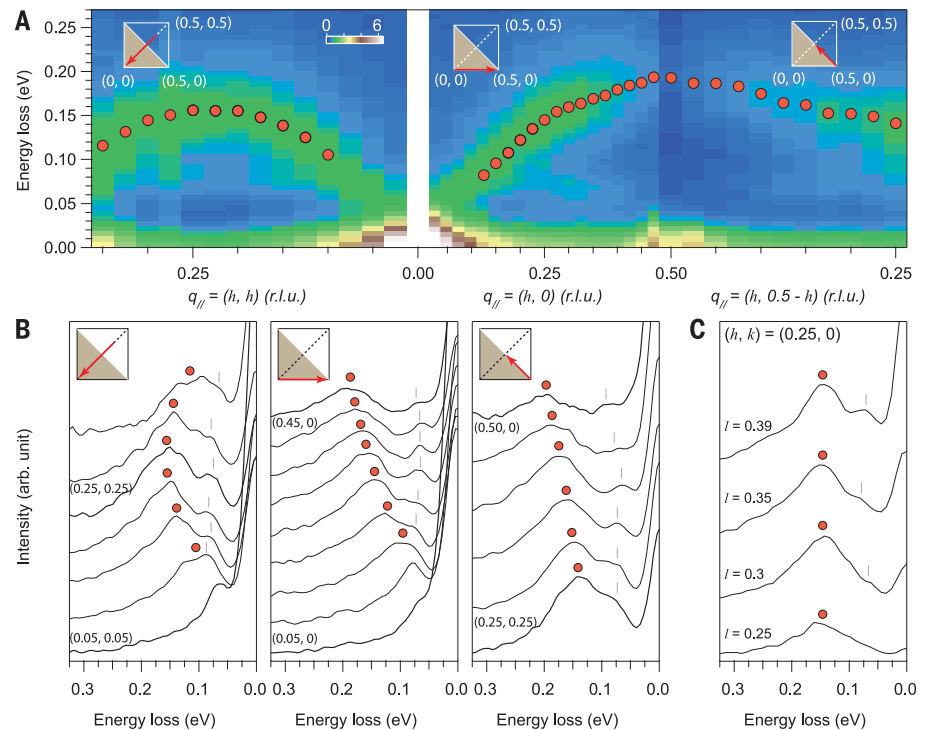 A
0.20
0.15
0.10
0.05
0.00
Energy loss (eV)
(0.5, 0.5)
(0, 0)
(0.5, 0)
0 6
(0.5, 0.5)
(0, 0)
(0.5, 0)
(0.5, 0.5)
(0, 0)
(0.5, 0)
0.25 0.00 0.25 0.50 0.25
q// = (h, h) (r.l.u.)
q// = (h, 0) (r.l.u.)
q// = (h, 0.5 - h) (r.l.u.)
B
Intensity (arb. unit)
(0.25, 0.25)
(0.05, 0.05)
0.3 0.2 0.1 0.0
Energy loss (eV)
(0.45, 0)
(0.05, 0)
0.3 0.2 0.1 0.0
Energy loss (eV)
(0.50, 0)
(0.25, 0.25)
0.3 0.2 0.1 0.0
Energy loss (eV)
C
(h, k) = (0.25, 0)
l = 0.39
l = 0.35
l = 0.3
l = 0.25
0.3 0.2 0.1 0.0
Energy loss (eV)